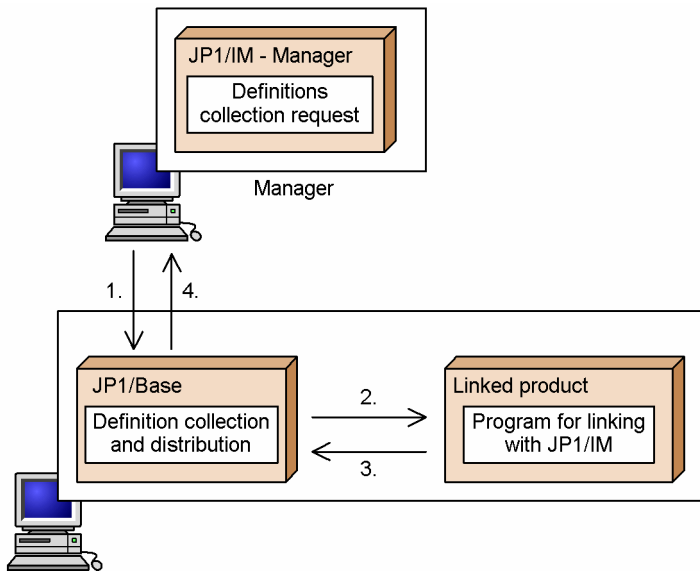 JP1/IM - Manager
Definitions
collection request
Manager
1.
4.
JP1/Base
Definition collection
and distribution
2.
3.
Linked product
Program for linking
with JP1/IM